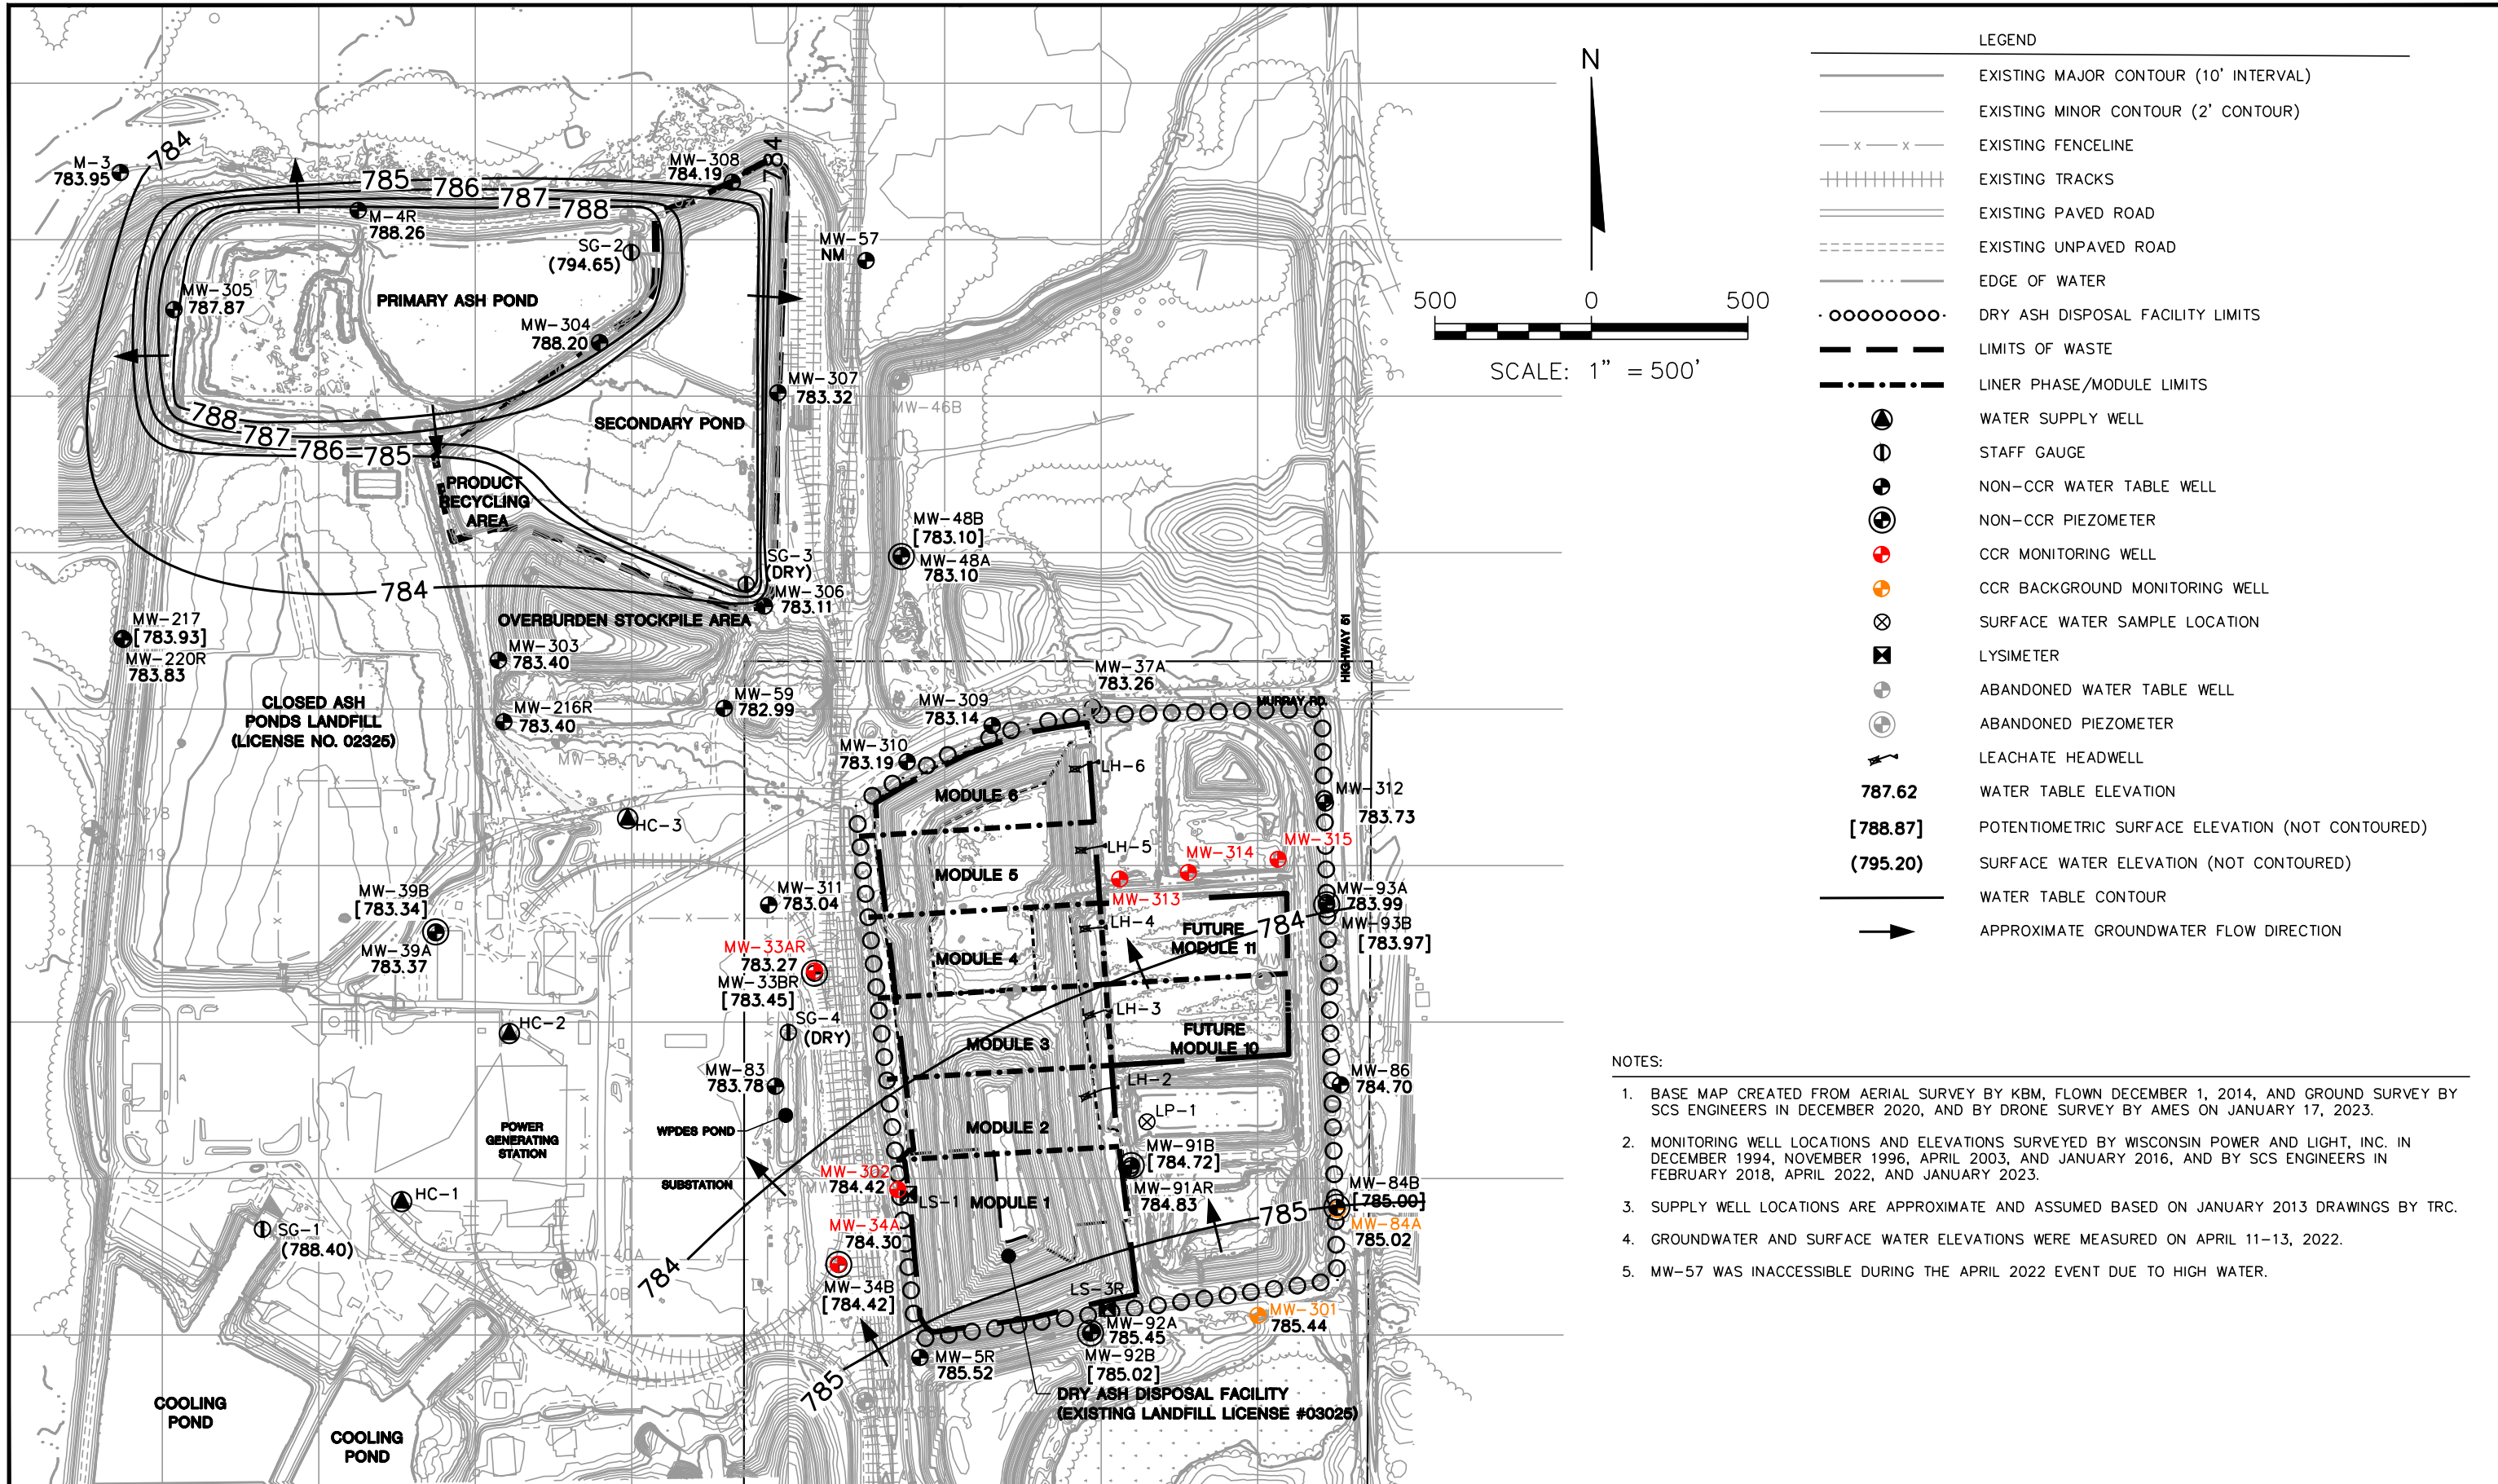 M-3
783.95
784
MW-308
784.19
784
785
786
787
788
M-4R
788.26
SG-2
(794.65)
MW-57
NM
MW-305
787.87
PRIMARY ASH POND
MW-304
788.20
MW-307
783.32
MW-46A
MW-46B
788
787
786
785
SECONDARY POND
PRODUCT
RECYCLING
AREA
MW-48B
[783.10]
MW-48A
783.10
SG-3
(DRY)
MW-306
783.11
784
OVERBURDEN STOCKPILE AREA
MW-217
[783.93]
MW-220R
783.83
MW-303
783.40
MW-216R
783.40
MW-59
782.99
MW-58
CLOSED ASH
PONDS LANDFILL
(LICENSE NO. 02325)
MW-37A
783.26
MW-309
783.14
MURRAY RD.
HIGHWAY 51
MW-310
783.19
LH-6
MODULE 6
MW-312
783.73
HC-3
LH-5
MODULE 5
MW-314
MW-315
MW-313
MW-39B
[783.34]
MW-39A
783.37
MW-311
783.04
MW-93A
783.99
MW-93B
[783.97]
784
LH-4
FUTURE
MODULE 11
MODULE 4
MW-33AR
783.27
MW-33BR
[783.45]
SG-4
(DRY)
HC-2
LH-3
MODULE 3
FUTURE
MODULE 10
MW-83
783.78
LH-2
MW-86
784.70
LP-1
WPDES POND
POWER
GENERATING
STATION
MODULE 2
MW-91B
[784.72]
MW-91AR
784.83
MW-302
784.42
SUBSTATION
LS-1
MODULE 1
MW-84B
[785.00]
MW-84A
785.02
785
HC-1
SG-1
(788.40)
MW-34A
784.30
MW-34B
[784.42]
MW-40A
MW-40B
784
LS-3R
MW-301
785.44
MW-92A
785.45
MW-92B
[785.02]
MW-5R
785.52
785
DRY ASH DISPOSAL FACILITY
(EXISTING LANDFILL LICENSE #03025)
COOLING
POND
COOLING
POND
N
500
0
500
SCALE: 1" = 500'
LEGEND
EXISTING MAJOR CONTOUR (10' INTERVAL)
EXISTING MINOR CONTOUR (2' CONTOUR)
EXISTING FENCELINE
EXISTING TRACKS
EXISTING PAVED ROAD
EXISTING UNPAVED ROAD
EDGE OF WATER
DRY ASH DISPOSAL FACILITY LIMITS
LIMITS OF WASTE
LINER PHASE/MODULE LIMITS
WATER SUPPLY WELL
STAFF GAUGE
NON-CCR WATER TABLE WELL
NON-CCR PIEZOMETER
CCR MONITORING WELL
CCR BACKGROUND MONITORING WELL
SURFACE WATER SAMPLE LOCATION
LYSIMETER
ABANDONED WATER TABLE WELL
ABANDONED PIEZOMETER
LEACHATE HEADWELL
787.62 WATER TABLE ELEVATION
[788.87] POTENTIOMETRIC SURFACE ELEVATION (NOT CONTOURED)
(795.20) SURFACE WATER ELEVATION (NOT CONTOURED)
WATER TABLE CONTOUR
APPROXIMATE GROUNDWATER FLOW DIRECTION
NOTES:
1. BASE MAP CREATED FROM AERIAL SURVEY BY KBM, FLOWN DECEMBER 1, 2014, AND GROUND SURVEY BY
SCS ENGINEERS IN DECEMBER 2020, AND BY DRONE SURVEY BY AMES ON JANUARY 17, 2023.
2. MONITORING WELL LOCATIONS AND ELEVATIONS SURVEYED BY WISCONSIN POWER AND LIGHT, INC. IN
DECEMBER 1994, NOVEMBER 1996, APRIL 2003, AND JANUARY 2016, AND BY SCS ENGINEERS IN
FEBRUARY 2018, APRIL 2022, AND JANUARY 2023.
3. SUPPLY WELL LOCATIONS ARE APPROXIMATE AND ASSUMED BASED ON JANUARY 2013 DRAWINGS BY TRC.
4. GROUNDWATER AND SURFACE WATER ELEVATIONS WERE MEASURED ON APRIL 11-13, 2022.
5. MW-57 WAS INACCESSIBLE DURING THE APRIL 2022 EVENT DUE TO HIGH WATER.